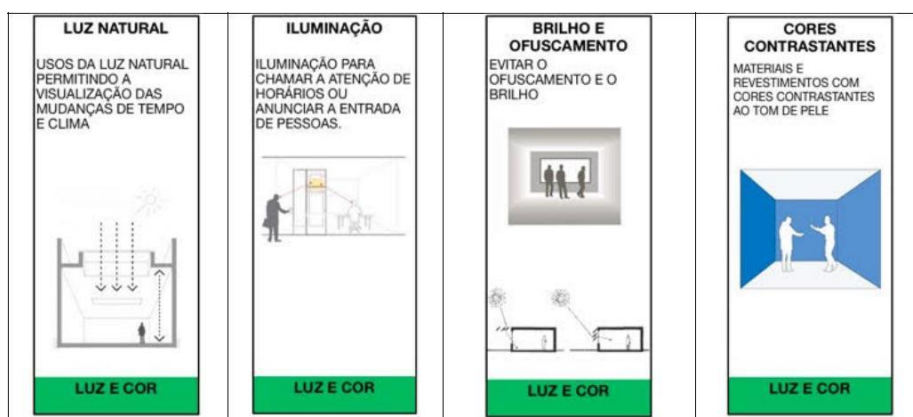 LUZ NATURAL
USOS DA LUZ NATURAL
PERMITINDO A
VISUALIZAÇÃO DAS
MUDANÇAS DE TEMPO
E CLIMA
LUZ E COR
ILUMINAÇÃO
ILUMINAÇÃO PARA
CHAMAR A ATENÇÃO DE
HORÁRIOS OU
ANUNCIAR A ENTRADA
DE PESSOAS.
LUZ E COR
BRILHO E
OFUSCAMENTO
EVITAR O
OFUSCAMENTO E O
BRILHO
LUZ E COR
CORES
CONTRASTANTES
MATERIAIS E
REVESTIMENTOS COM
CORES CONTRASTANTES
AO TOM DE PELE
LUZ E COR